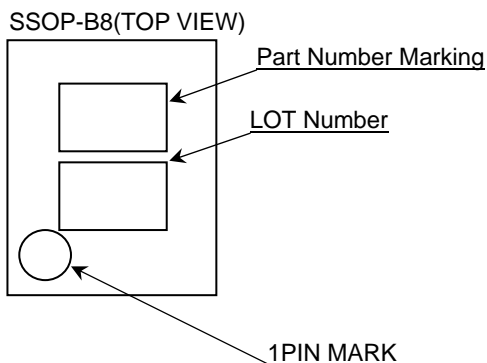 SSOP-B8(TOP VIEW)
Part Number Marking
LOT Number
1PIN MARK